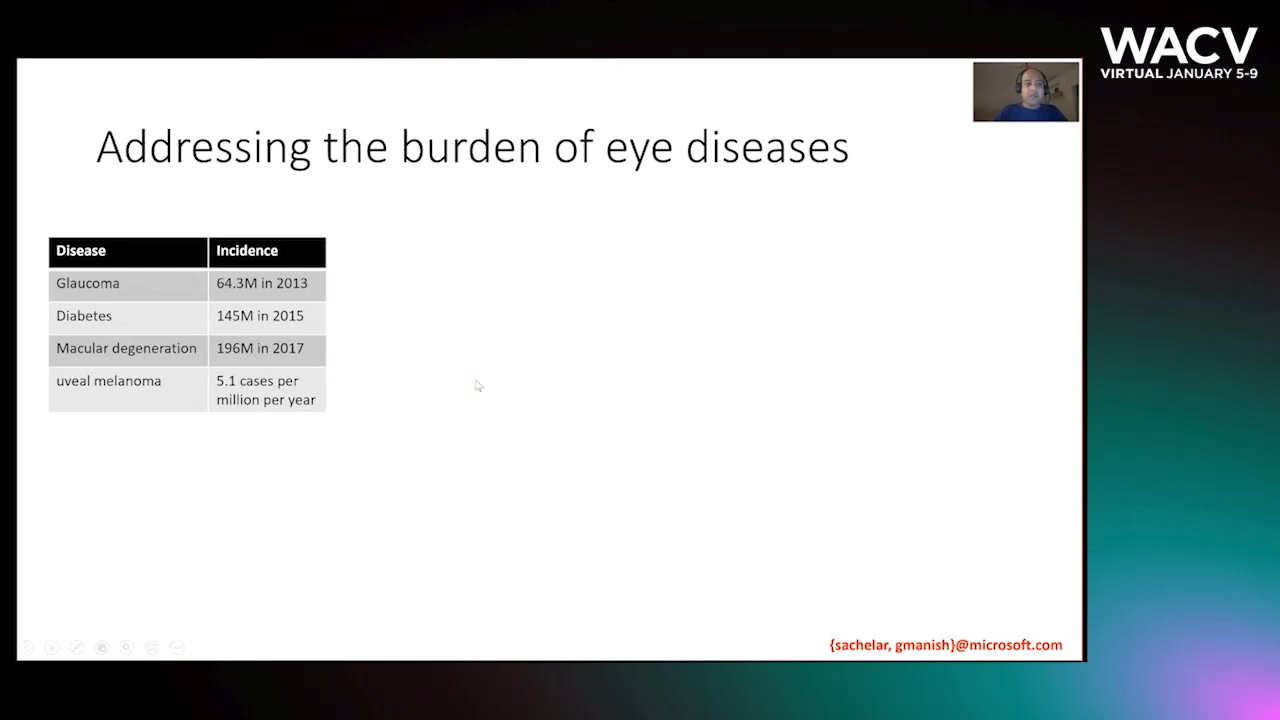 WACV
VIRTUAL JANUARY 5-9
Addressing the burden of eye diseases
Disease Incidence
Glaucoma 64.3M in 2013
Diabetes 145M in 2015
Macular degeneration 196M in 2017
uveal melanoma 5.1 cases per
million per year
{sachelar, gmanish}@microsoft.com